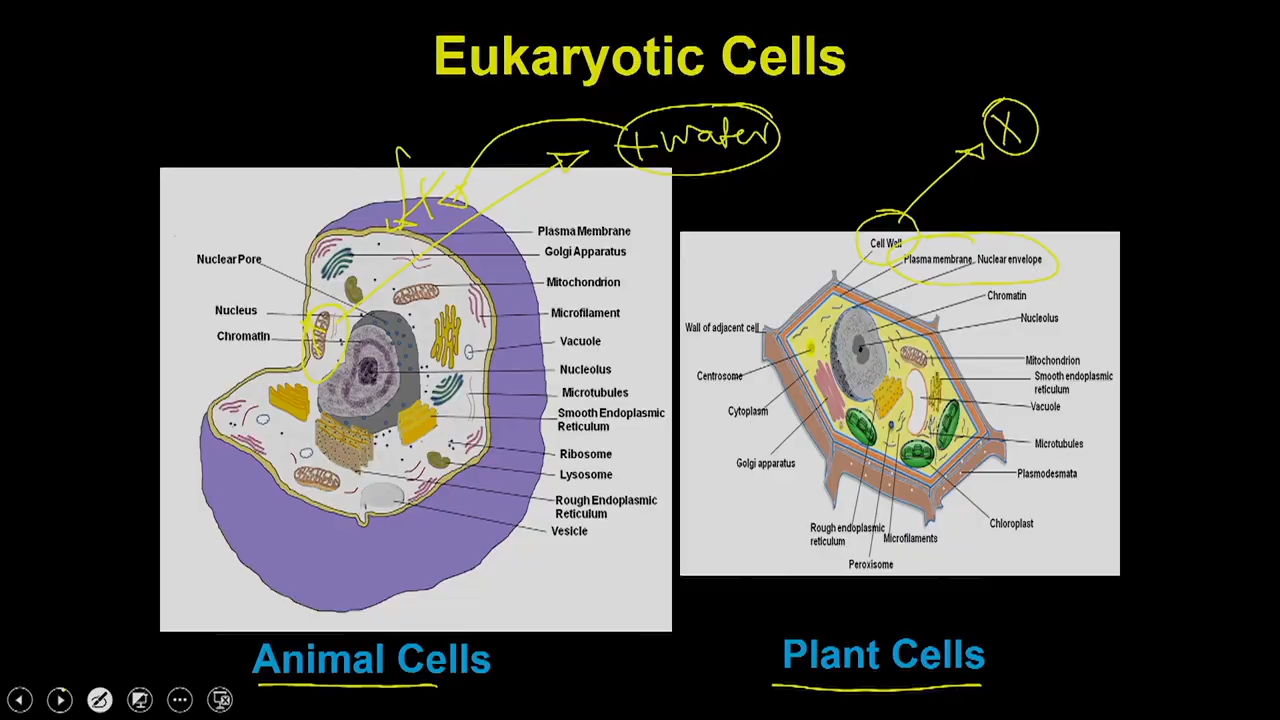 Eukaryotic Cells
+water
X
Plasma Membrane
Golgi Apparatus
Nuclear Pore
Mitochondrion
Nucleus
Microfilament
Chromatin
Vacuole
Nucleolus
Microtubules
Smooth Endoplasmic
Reticulum
Ribosome
Lysosome
Rough Endoplasmic
Reticulum
Vesicle
Animal Cells
Cell Wall
Plasma membrane
Nuclear envelope
Chromatin
Nucleolus
Wall of adjacent cell
Mitochondrion
Smooth endoplasmic
reticulum
Centrosome
Vacuole
Cytoplasm
Microtubules
Golgi apparatus
Plasmodesmata
Chloroplast
Rough endoplasmic
reticulum
Microfilaments
Peroxisome
Plant Cells